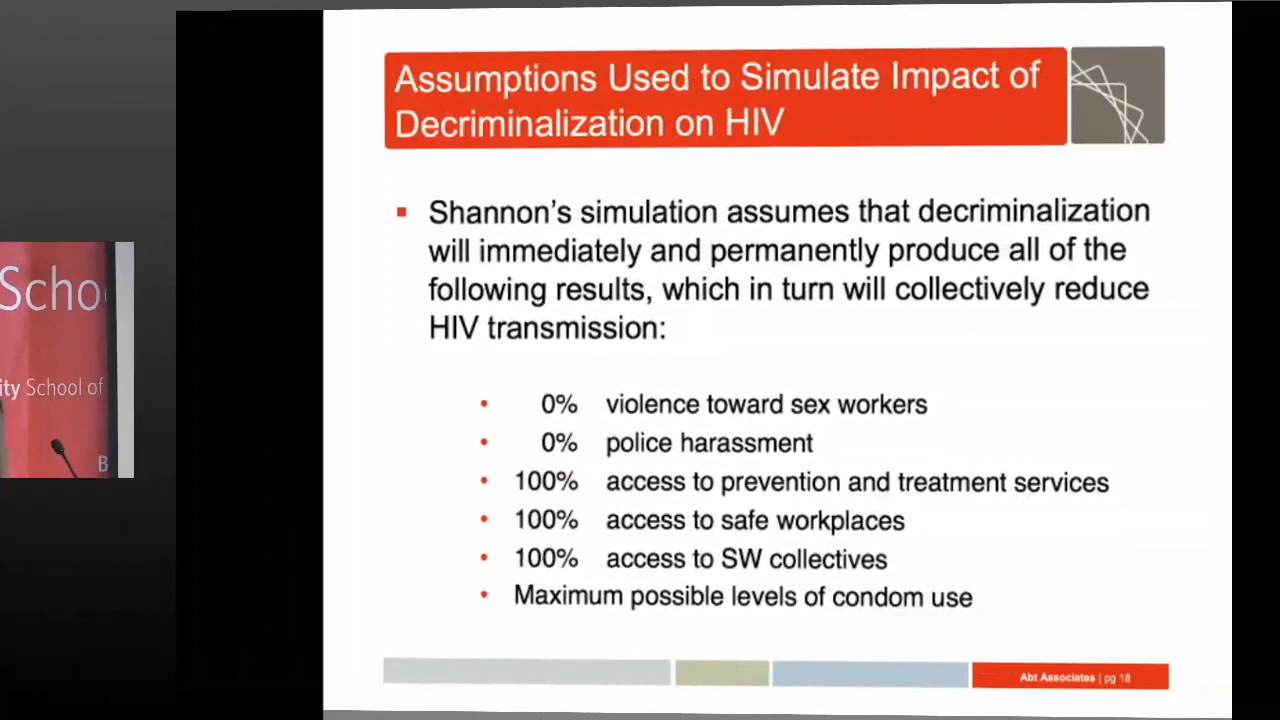 Assumptions Used to Simulate Impact of
Decriminalization on HIV
▪ Shannon's simulation assumes that decriminalization
will immediately and permanently produce all of the
following results, which in turn will collectively reduce
HIV transmission:
• 0% violence toward sex workers
• 0% police harassment
• 100% access to prevention and treatment services
• 100% access to safe workplaces
• 100% access to SW collectives
• Maximum possible levels of condom use
Abt Associates | pg 18
Scho
ity School of
B